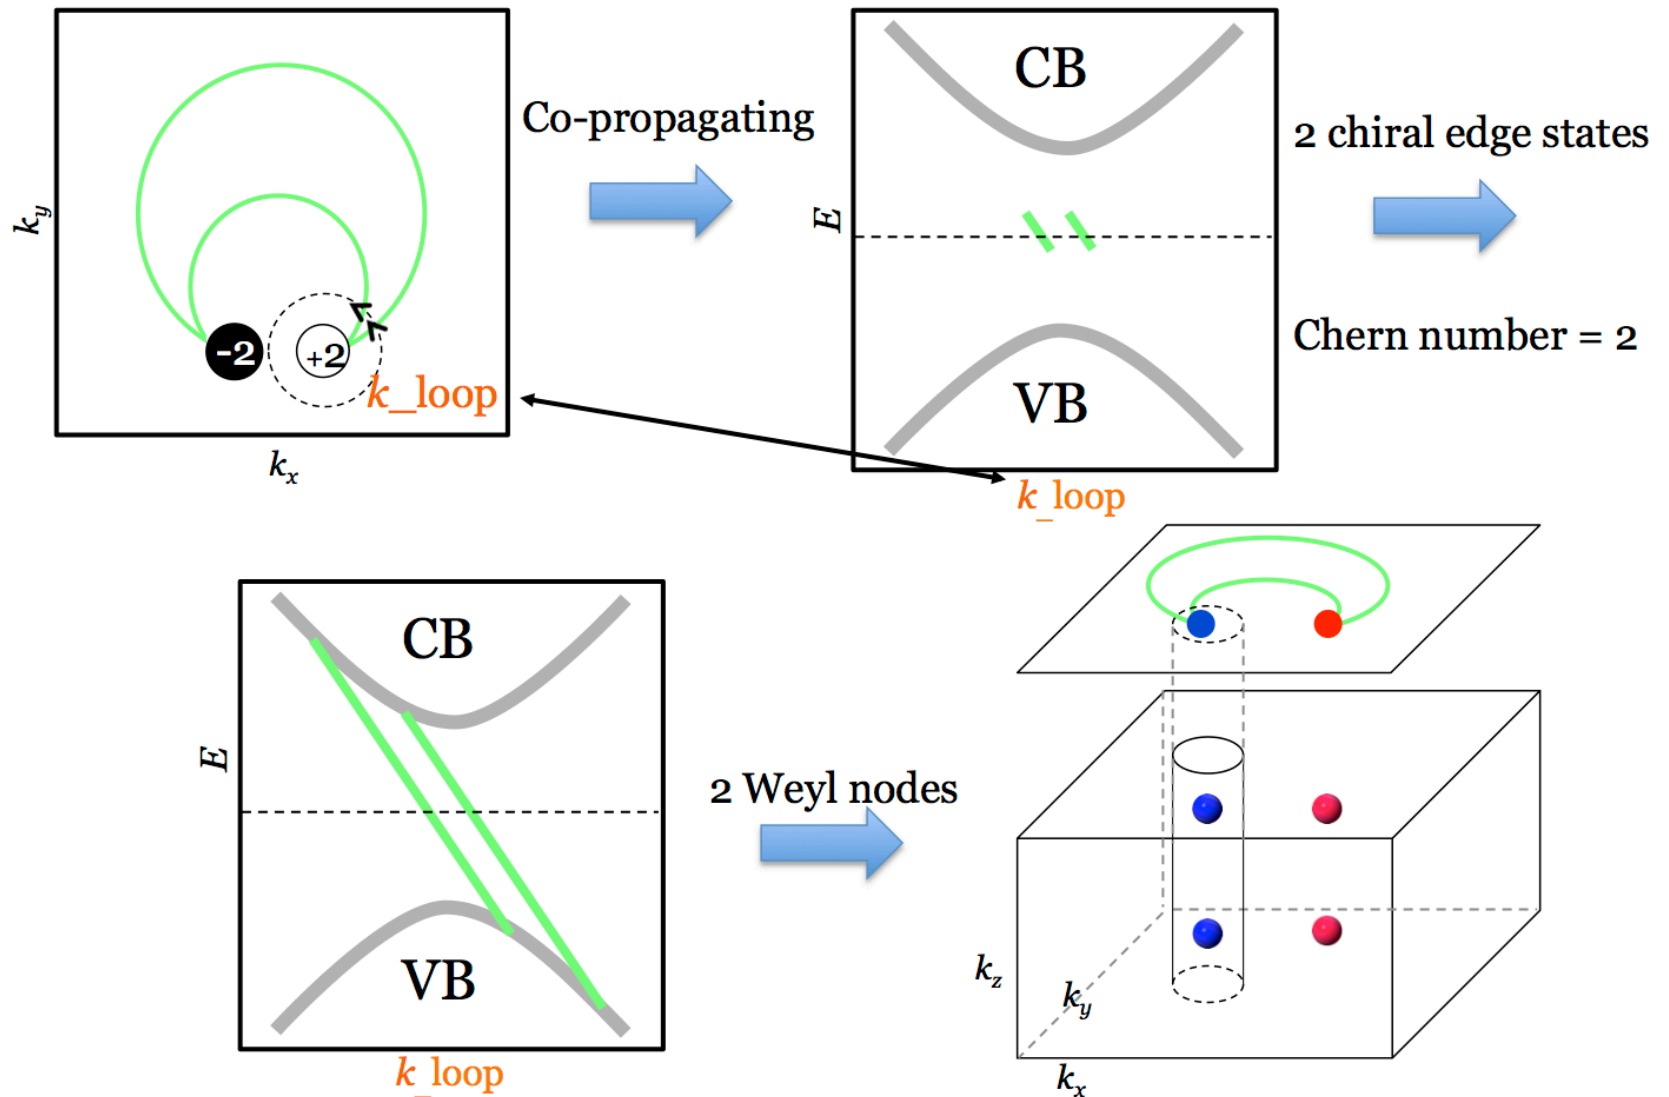 k_y
-2
+2
k_loop
k_x
Co-propagating
E
CB
VB
k_loop
2 chiral edge states
Chern number = 2
E
CB
VB
k_loop
2 Weyl nodes
k_z
k_y
k_x